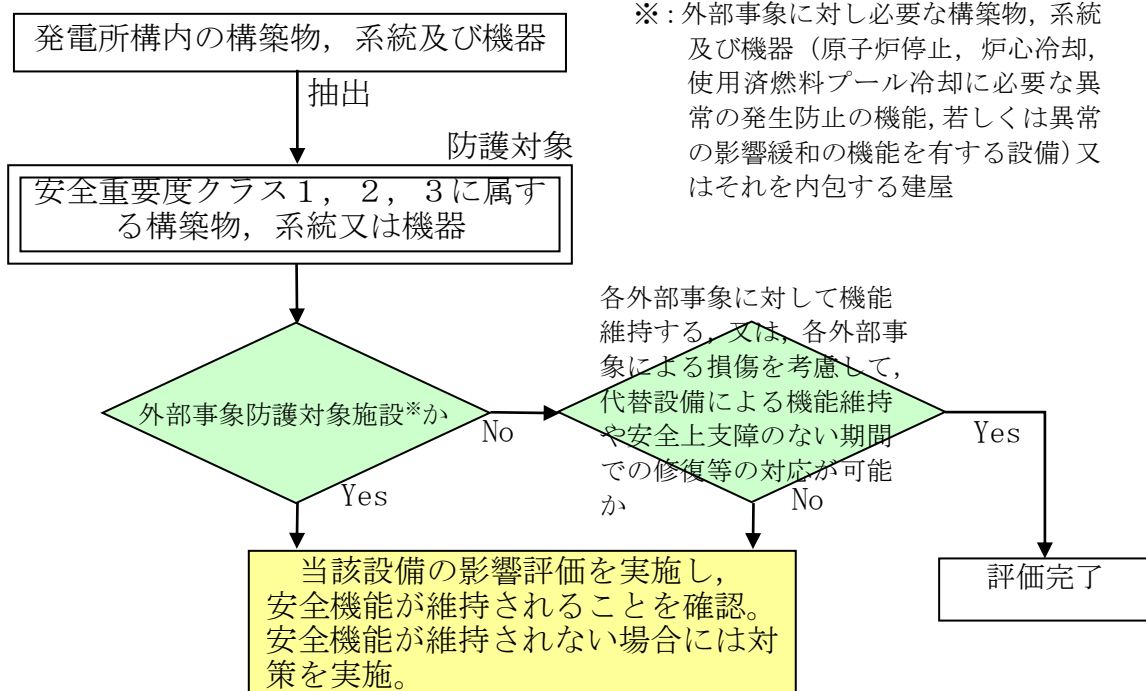 発電所構内の構築物，系統及び機器
抽出
※：外部事象に対し必要な構築物，系統
及び機器（原子炉停止，炉心冷却，
使用済燃料プール冷却に必要な異
常の発生防止の機能，若しくは異常
の影響緩和の機能を有する設備）又
はそれを内包する建屋
防護対象
安全重要度クラス１，２，３に属す
る構築物，系統又は機器
外部事象防護対象施設※か
No
Yes
各外部事象に対して機能
維持する，又は，各外部事
象による損傷を考慮して，
代替設備による機能維持
や安全上支障のない期間
での修復等の対応が可能
か
Yes
No
当該設備の影響評価を実施し，
安全機能が維持されることを確認。
安全機能が維持されない場合には対
策を実施。
評価完了